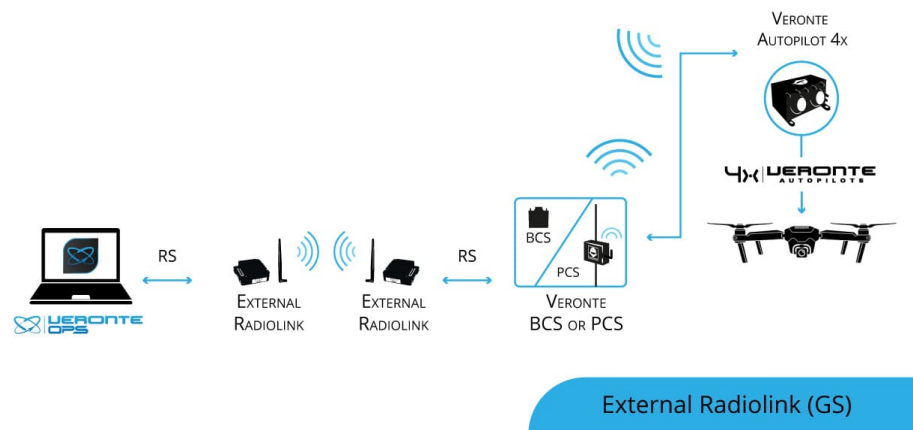 VERONTE
AUTOPILOT 4X
4X VERONTE
AUTOPILOTS
BCS
PCS
RS
RS
EXTERNAL
RADIOLINK
EXTERNAL
RADIOLINK
VERONTE
BCS OR PCS
VERONTE
OPS
External Radiolink (GS)